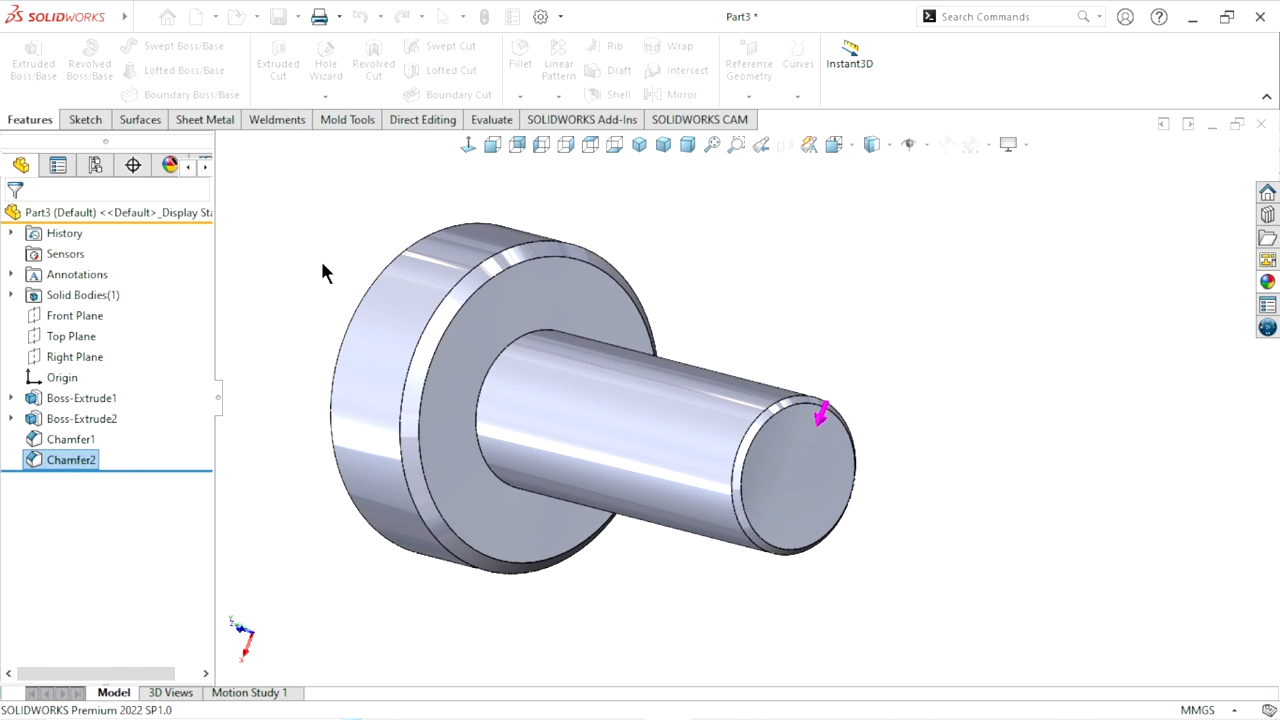 SOLIDWORKS
Part3 *
Search Commands
Extruded Boss/Base
Revolved Boss/Base
Swept Boss/Base
Lofted Boss/Base
Boundary Boss/Base
Extruded Cut
Hole Wizard
Revolved Cut
Swept Cut
Lofted Cut
Boundary Cut
Fillet
Linear Pattern
Rib
Draft
Shell
Wrap
Intersect
Mirror
Reference Geometry
Curves
Instant3D
Features
Sketch
Surfaces
Sheet Metal
Weldments
Mold Tools
Direct Editing
Evaluate
SOLIDWORKS Add-Ins
SOLIDWORKS CAM
Part3 (Default) <<Default>_Display Sta
History
Sensors
Annotations
Solid Bodies(1)
Front Plane
Top Plane
Right Plane
Origin
Boss-Extrude1
Boss-Extrude2
Chamfer1
Chamfer2
Model
3D Views
Motion Study 1
SOLIDWORKS Premium 2022 SP1.0
MMGS